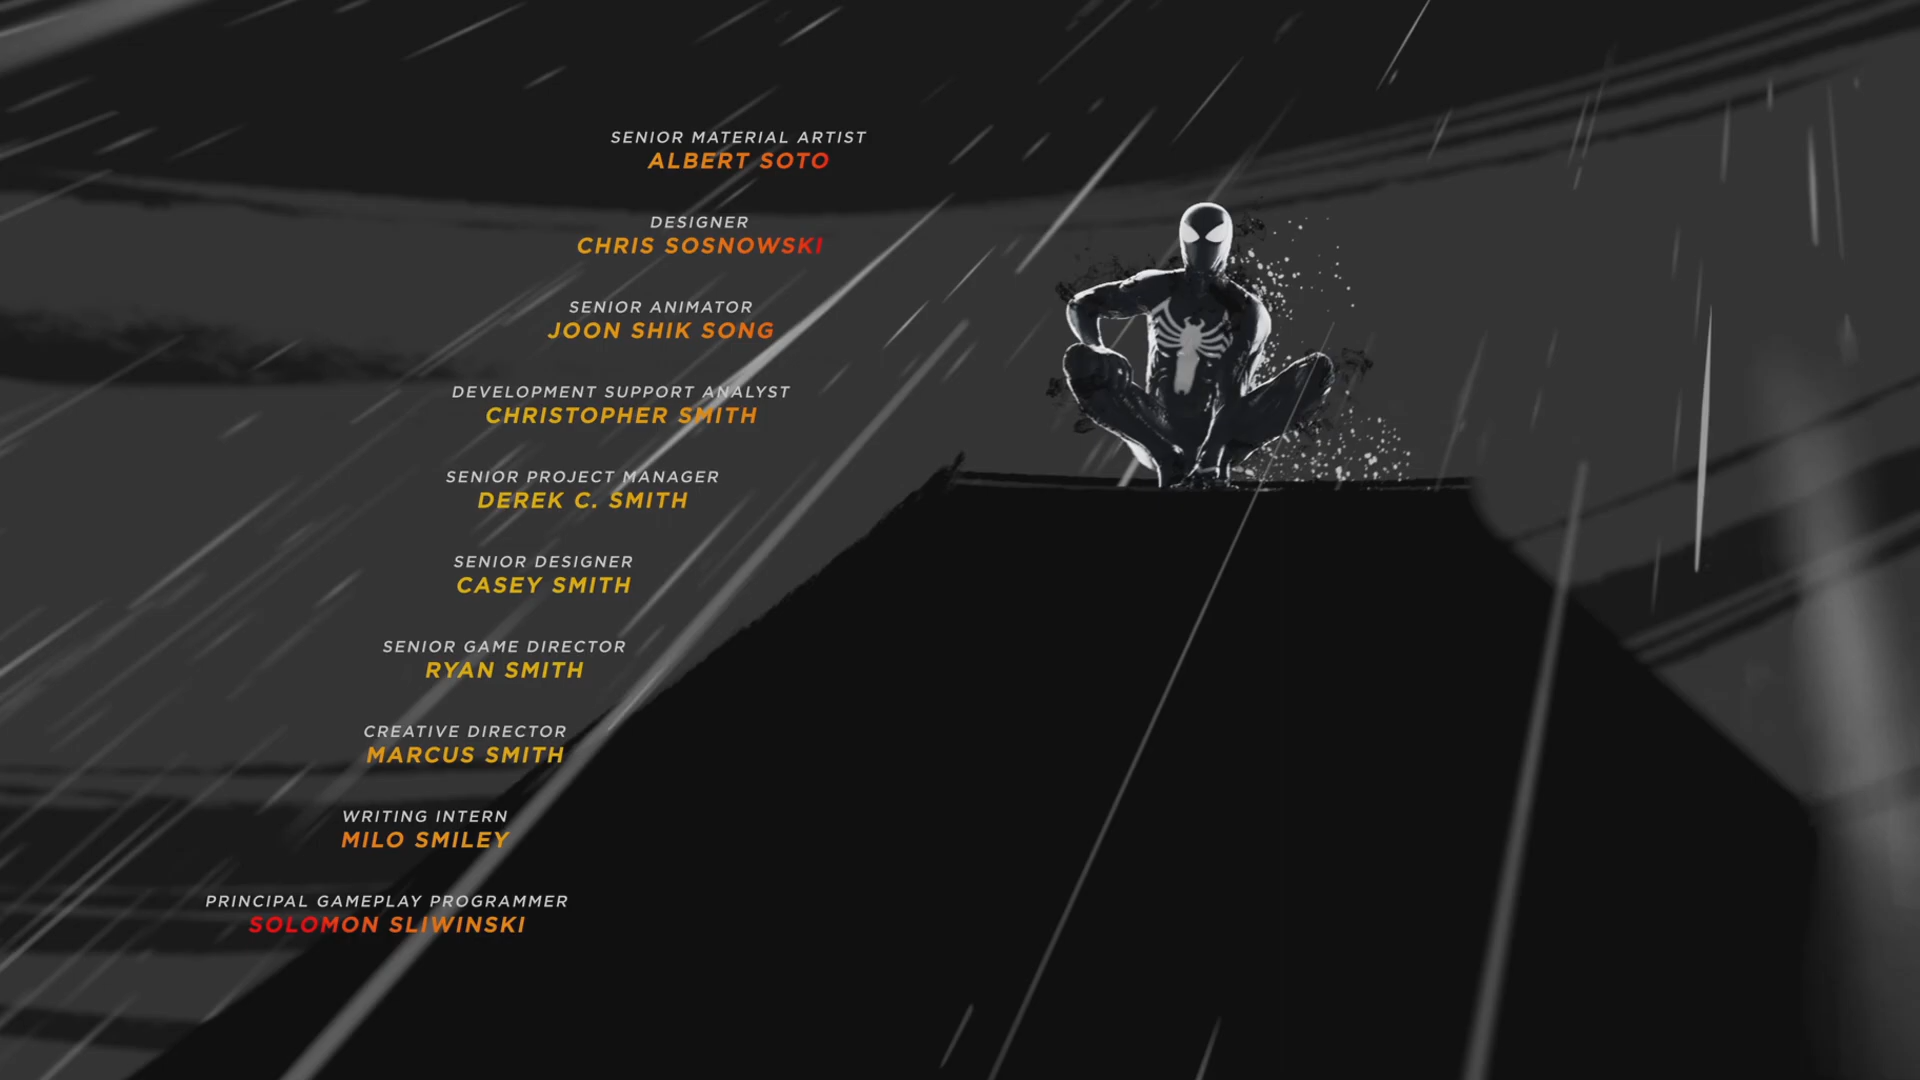 SENIOR MATERIAL ARTIST
ALBERT SOTO
DESIGNER
CHRIS SOSNOWSKI
SENIOR ANIMATOR
JOON SHIK SONG
DEVELOPMENT SUPPORT ANALYST
CHRISTOPHER SMITH
SENIOR PROJECT MANAGER
DEREK C. SMITH
SENIOR DESIGNER
CASEY SMITH
SENIOR GAME DIRECTOR
RYAN SMITH
CREATIVE DIRECTOR
MARCUS SMITH
WRITING INTERN
MILO SMILEY
PRINCIPAL GAMEPLAY PROGRAMMER
SOLOMON SLIWINSKI